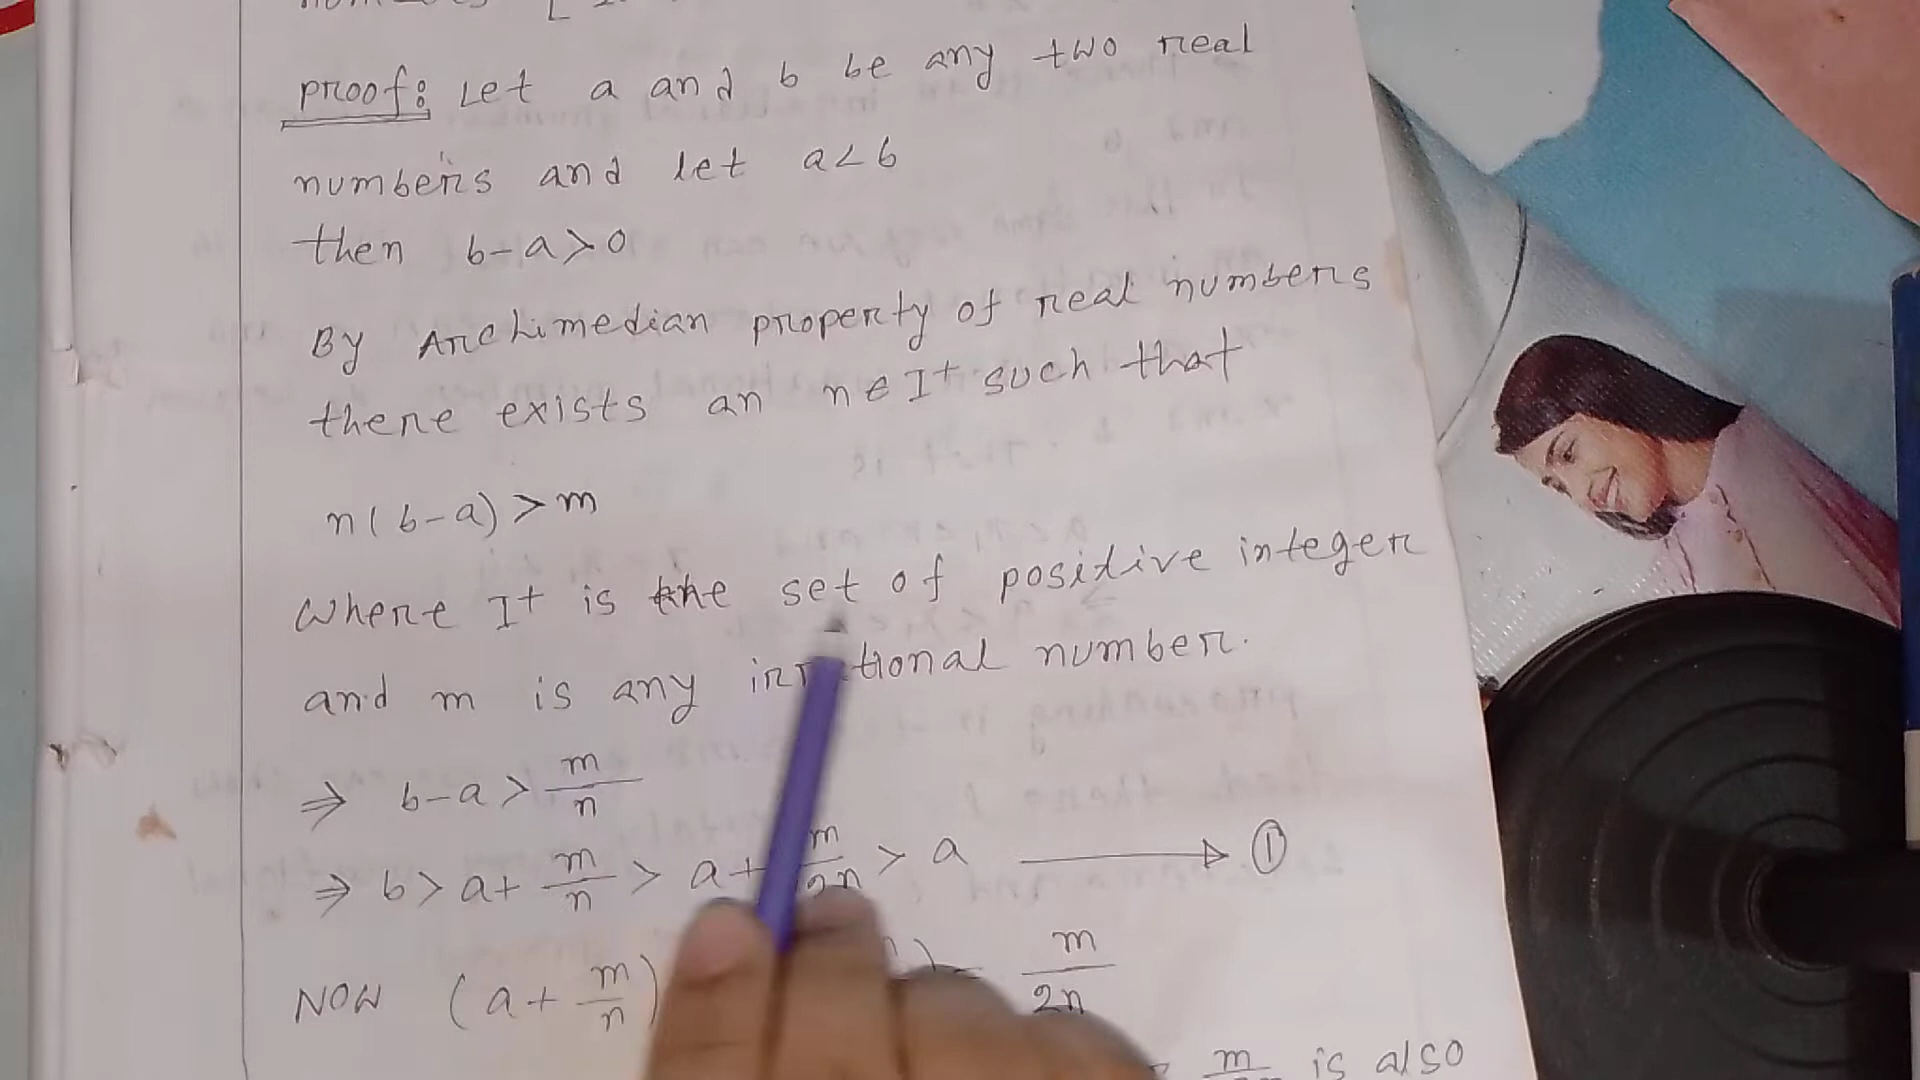 proof: Let a and b be any two real
numbers and let a<b
then b-a>0
By Archimedian property of real numbers
there exists an n∈I+ such that
n(b-a)>m
where I+ is the set of positive integer
and m is any irrational number.
⇒ b-a > m/n
⇒ b > a + m/n > a + m/2n > a → ①
NOW (a + m/n) m/2n
m is also